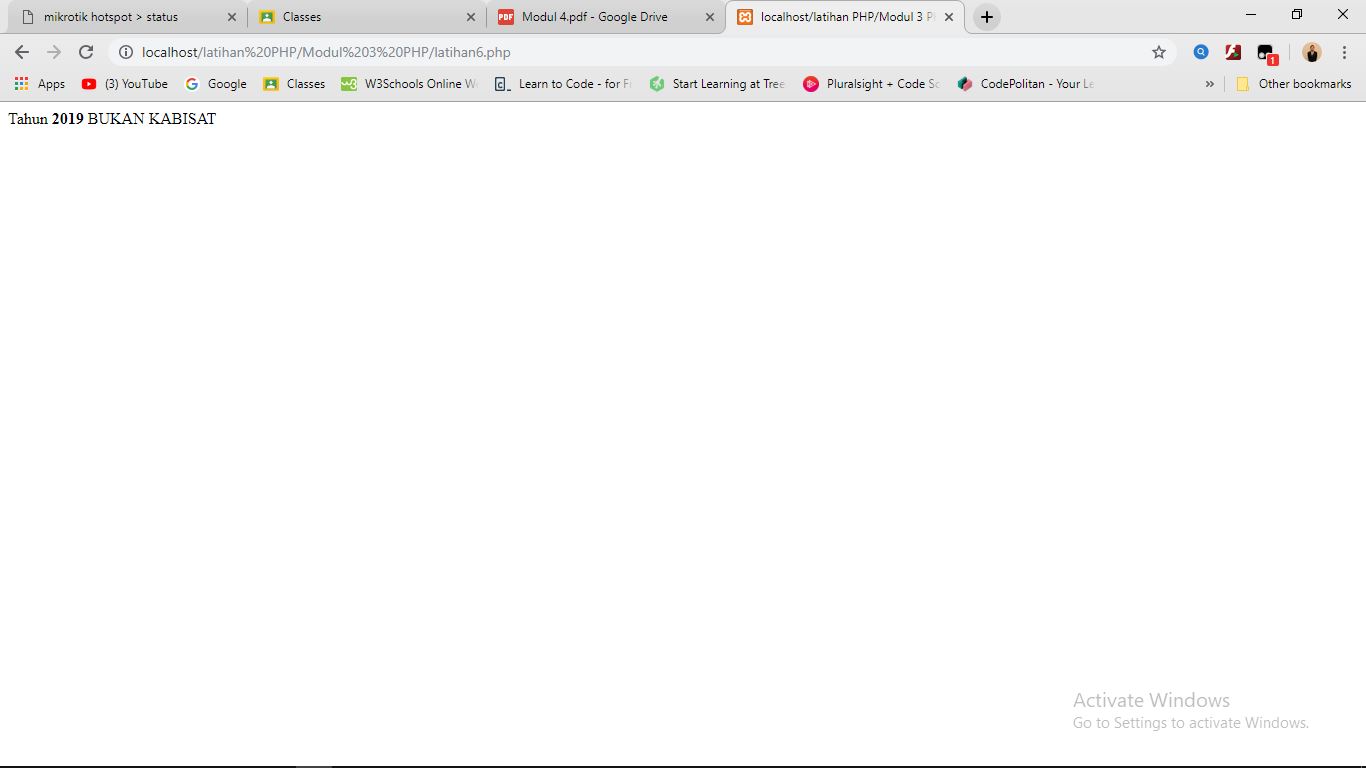 mikrotik hotspot > status
Classes
Modul 4.pdf - Google Drive
localhost/latihan PHP/Modul 3 P
localhost/latihan%20PHP/Modul%203%20PHP/latihan6.php
1
Apps
(3) YouTube
Google
Classes
W3Schools Online W
Learn to Code - for F
Start Learning at Tree
Pluralsight + Code Sc
CodePolitan - Your Le
»
Other bookmarks
Tahun 2019 BUKAN KABISAT
Activate Windows
Go to Settings to activate Windows.